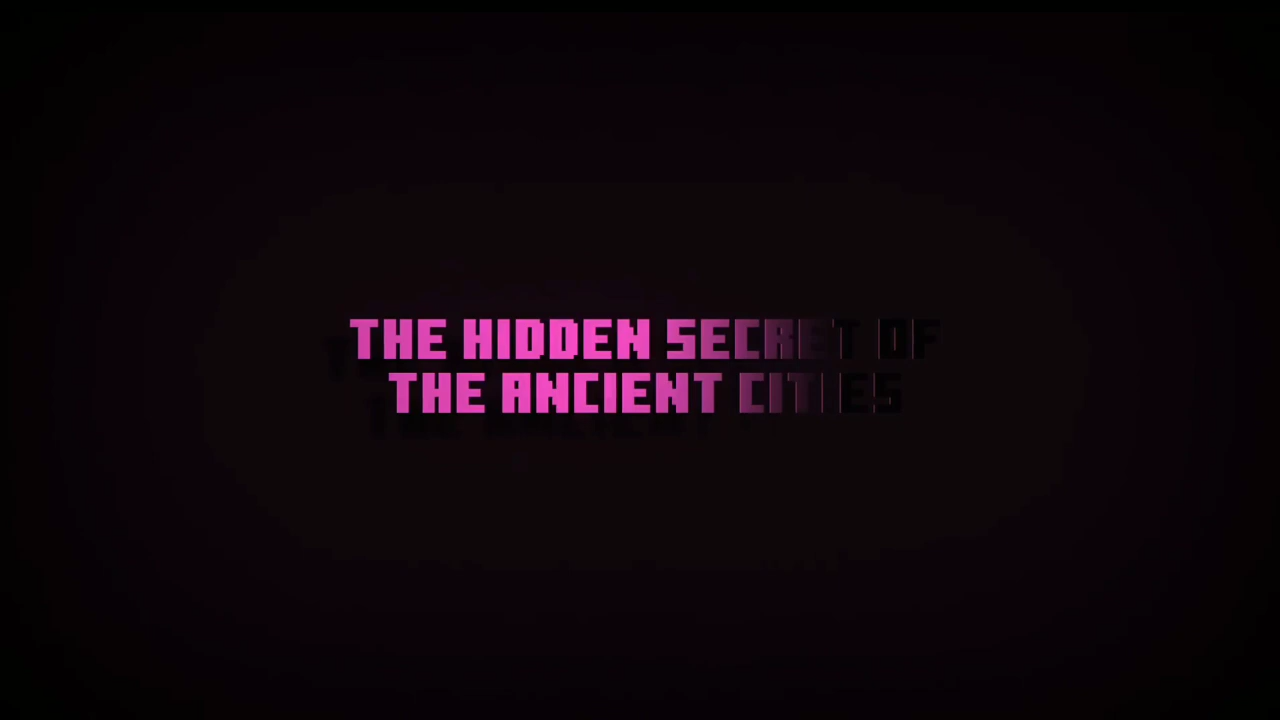 THE HIDDEN SECRET OF
THE ANCIENT CITIES